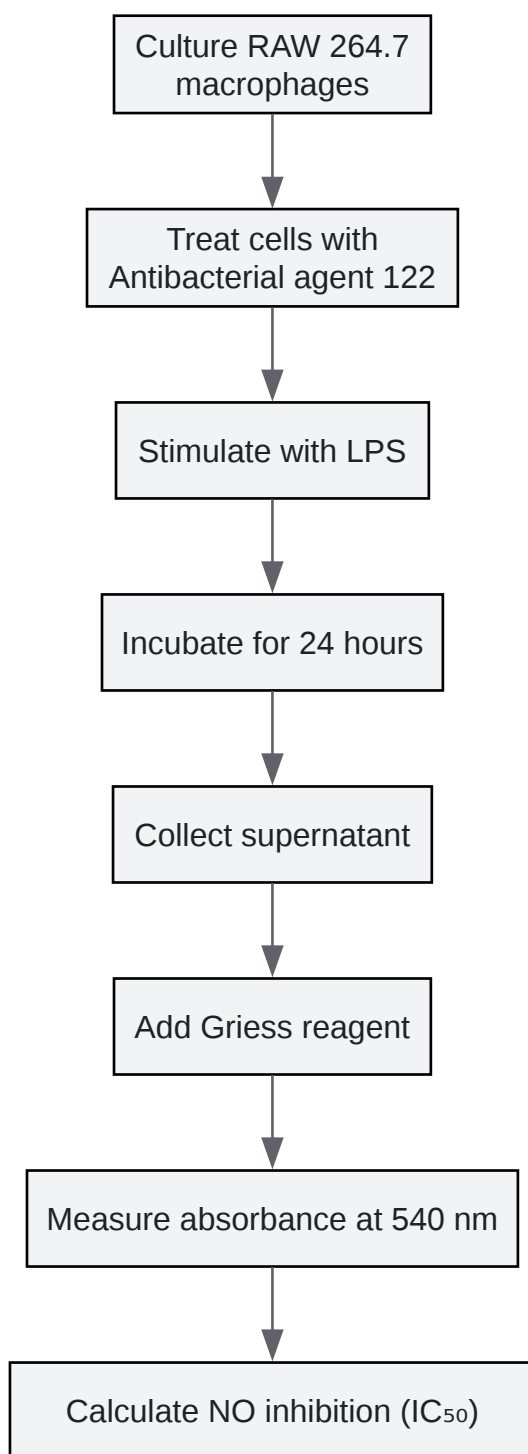 Culture RAW 264.7
macrophages
Treat cells with
Antibacterial agent 122
Stimulate with LPS
Incubate for 24 hours
Collect supernatant
Add Griess reagent
Measure absorbance at 540 nm
Calculate NO inhibition (IC₅₀)